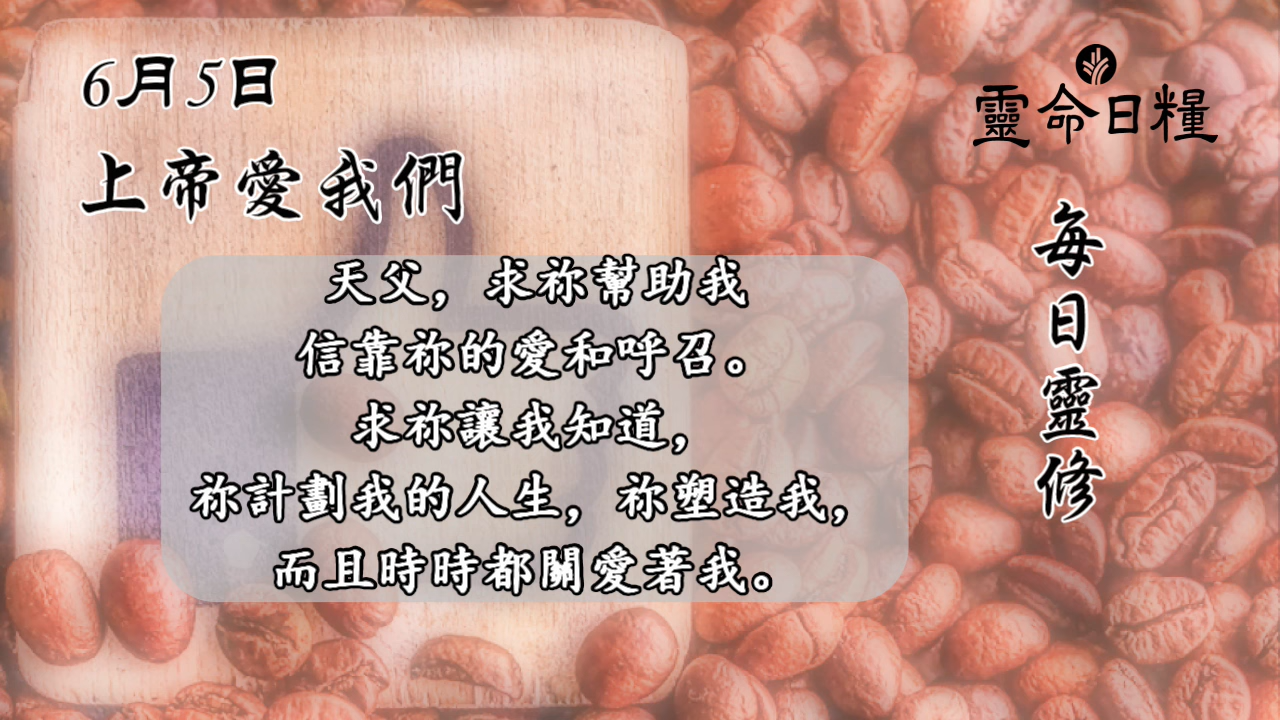 6月5日
上帝愛我們
天父，求祢幫助我
信靠祢的愛和呼召。
求祢讓我知道，
祢計劃我的人生，祢塑造我，
而且時時都關愛著我。
靈命日糧
每日靈修